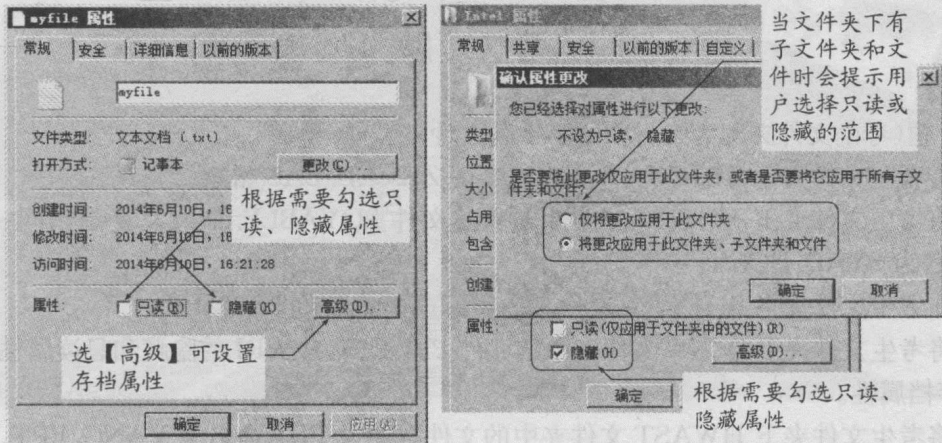 myfile 属性
常规 安全 详细信息 以前的版本
myfile
文件类型: 文本文档 (.txt)
打开方式: 记事本 更改(C)...
根据需要勾选只
读、隐藏属性
创建时间: 2014年6月10日，16
修改时间: 2014年6月10日，16
访问时间: 2014年6月10日，16:21:28
属性: 只读(R) 隐藏(H) 高级(D)...
选【高级】可设置
存档属性
确定 取消 应用(A)
Intel 属性
常规 共享 安全 以前的版本 自定义
当文件夹下有
子文件夹和文
件时会提示用
户选择只读或
隐藏的范围
确认属性更改
您已经选择对属性进行以下更改:
不设为只读， 隐藏
是否要将此更改仅应用于此文件夹，或者是否要将它应用于所有子文
件夹和文件?
仅将更改应用于此文件夹
将更改应用于此文件夹、子文件夹和文件
确定 取消
类型
位置
大小
占用
包含
创建
属性: 只读(仅应用于文件夹中的文件)(R)
隐藏(H) 高级(D)...
确定
根据需要勾选只读、
隐藏属性